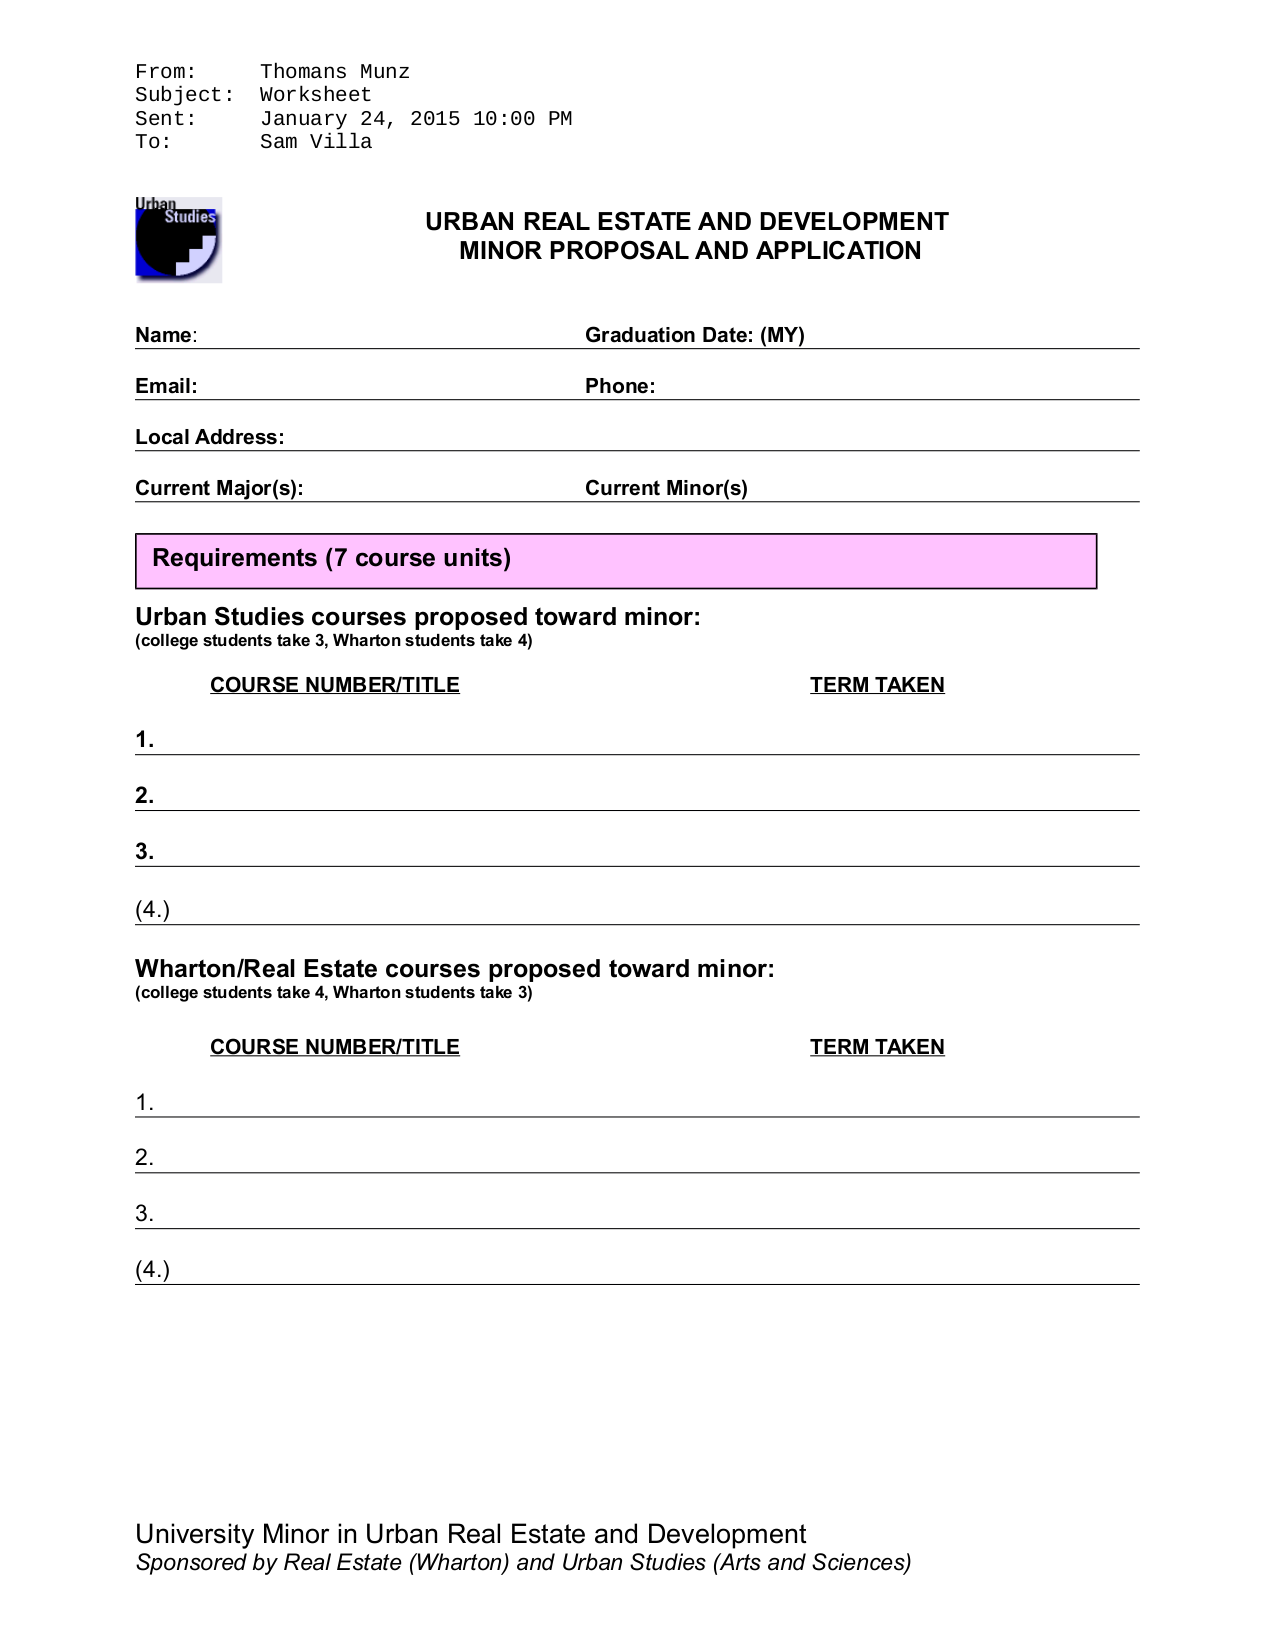 From: Thomans Munz
Subject: Worksheet
Sent: January 24, 2015 10:00 PM
To: Sam Villa
Urban
Studies
URBAN REAL ESTATE AND DEVELOPMENT
MINOR PROPOSAL AND APPLICATION
Name: Graduation Date: (MY)
Email: Phone:
Local Address:
Current Major(s): Current Minor(s)
Requirements (7 course units)
Urban Studies courses proposed toward minor:
(college students take 3, Wharton students take 4)
COURSE NUMBER/TITLE TERM TAKEN
1.
2.
3.
(4.)
Wharton/Real Estate courses proposed toward minor:
(college students take 4, Wharton students take 3)
COURSE NUMBER/TITLE TERM TAKEN
1.
2.
3.
(4.)
University Minor in Urban Real Estate and Development
Sponsored by Real Estate (Wharton) and Urban Studies (Arts and Sciences)